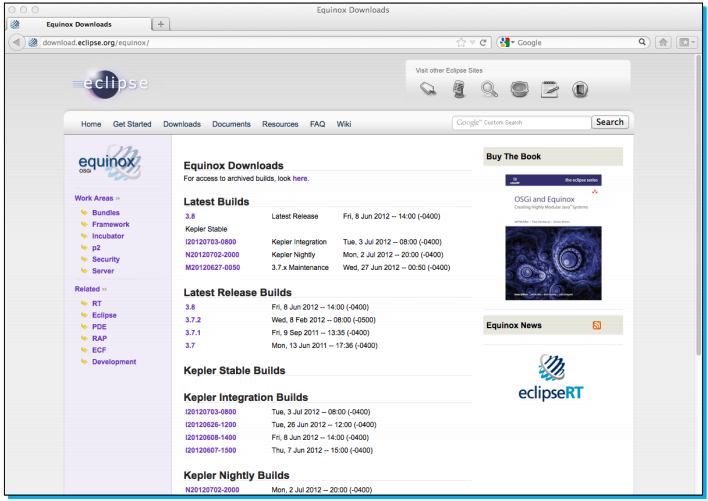 Equinox Downloads
Equinox Downloads
download.eclipse.org/equinox/
Google
eclipse
Visit other Eclipse Sites
Home Get Started Downloads Documents Resources FAQ Wiki
Google™ Custom Search Search
equinox
OSGi
Work Areas
Bundles
Framework
Incubator
p2
Security
Server
Related
RT
Eclipse
PDE
RAP
ECF
Development
Equinox Downloads
For access to archived builds, look here.
Latest Builds
3.8 Latest Release Fri, 8 Jun 2012 -- 14:00 (-0400)
Kepler Stable
I20120703-0800 Kepler Integration Tue, 3 Jul 2012 -- 08:00 (-0400)
N20120702-2000 Kepler Nightly Mon, 2 Jul 2012 -- 20:00 (-0400)
M20120627-0050 3.7.x Maintenance Wed, 27 Jun 2012 -- 00:50 (-0400)
Latest Release Builds
3.8 Fri, 8 Jun 2012 -- 14:00 (-0400)
3.7.2 Wed, 8 Feb 2012 -- 08:00 (-0500)
3.7.1 Fri, 9 Sep 2011 -- 13:35 (-0400)
3.7 Mon, 13 Jun 2011 -- 17:36 (-0400)
Kepler Stable Builds
Kepler Integration Builds
I20120703-0800 Tue, 3 Jul 2012 -- 08:00 (-0400)
I20120626-1200 Tue, 26 Jun 2012 -- 12:00 (-0400)
I20120608-1400 Fri, 8 Jun 2012 -- 14:00 (-0400)
I20120607-1500 Thu, 7 Jun 2012 -- 15:00 (-0400)
Kepler Nightly Builds
N20120702-2000 Mon, 2 Jul 2012 -- 20:00 (-0400)
Buy The Book
the eclipse series
OSGi and Equinox
Creating Highly Modular Java™ Systems
Equinox News
eclipseRT